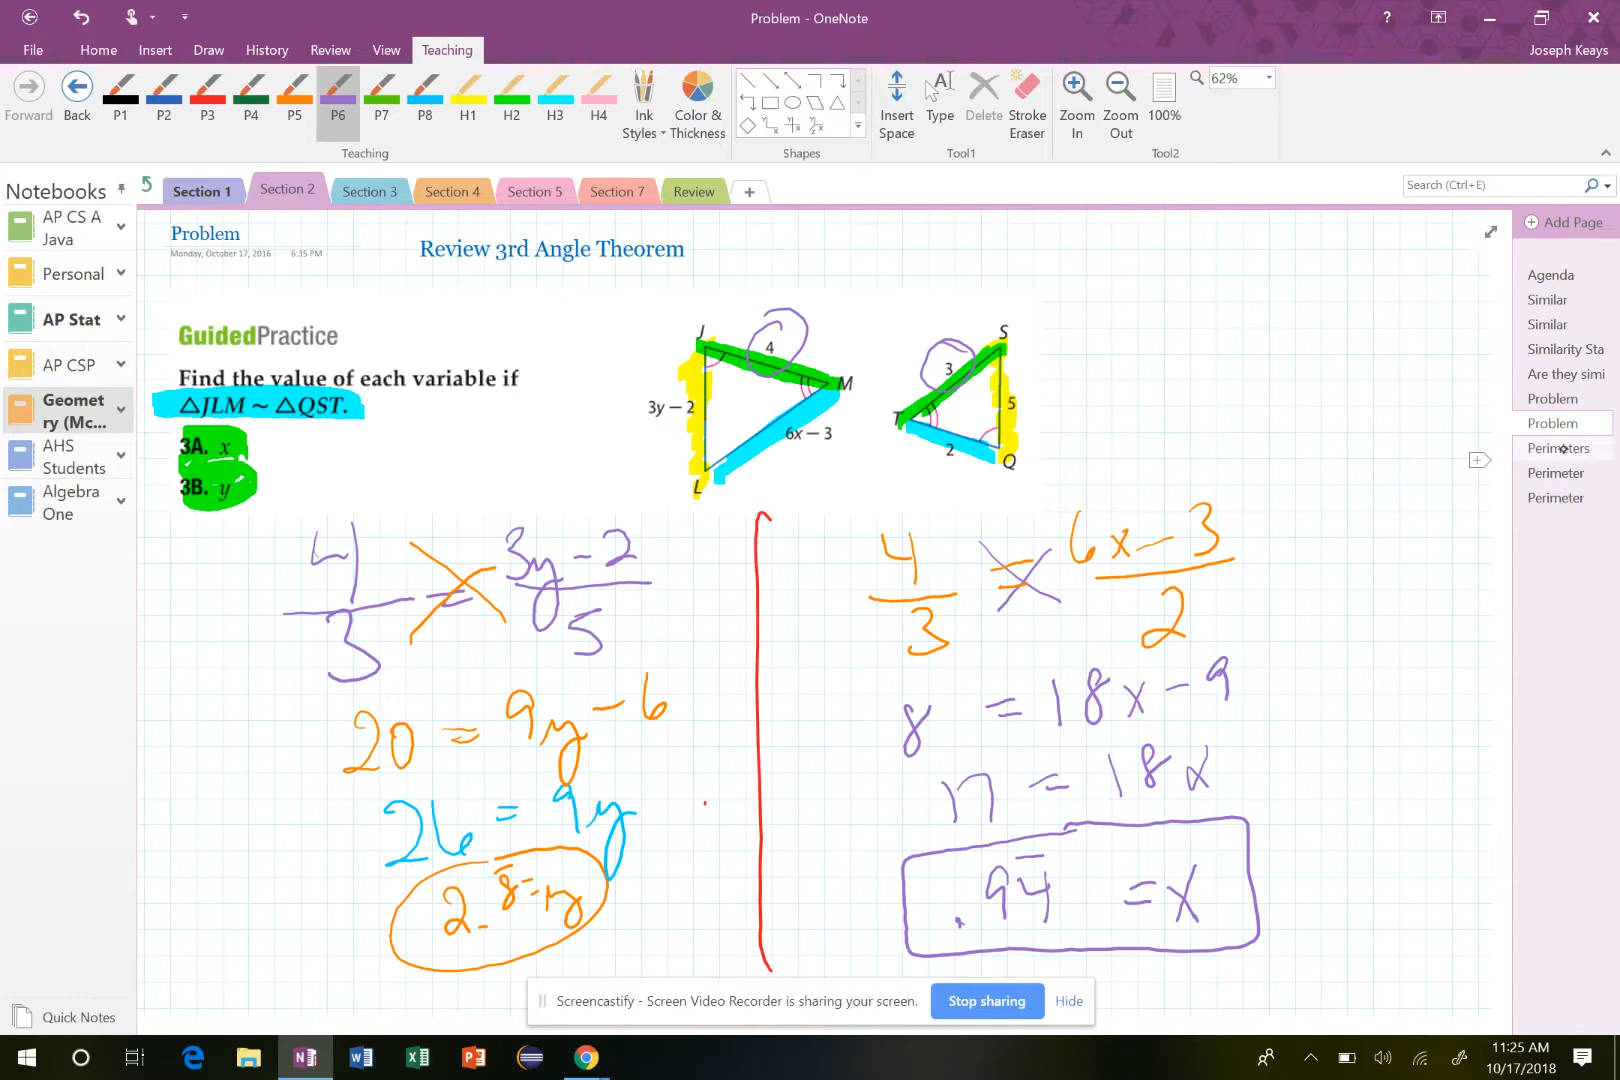 Problem - OneNote
?
Joseph Keays
File Home Insert Draw History Review View Teaching
Forward Back P1 P2 P3 P4 P5 P6 P7 P8 H1 H2 H3 H4
Ink Styles
Color & Thickness
Insert Space
A Type
Delete
Stroke Eraser
Zoom In
Zoom Out
100%
62%
Teaching Shapes Tool1 Tool2
Notebooks
Section 1 Section 2 Section 3 Section 4 Section 5 Section 7 Review +
Search (Ctrl+E)
AP CS A Java
Personal
AP Stat
AP CSP
Geomet
ry (Mc...
AHS Students
Algebra One
Quick Notes
Problem
Monday, October 17, 2016 6:35 PM
Review 3rd Angle Theorem
GuidedPractice
Find the value of each variable if
△JLM ~ △QST.
3A. x
3B. y
J
4
M
3y – 2
6x – 3
L
S
3
T
5
2
Q
4/3 = 3y - 2/5
20 = 9y - 6
26 = 9y
2.8̅ = y
4/3 = 6x - 3/2
8 = 18x - 9
17 = 18x
.94̅ = x
Add Page
Agenda
Similar
Similar
Similarity Sta
Are they simi
Problem
Problem
Perimeters
Perimeter
Perimeter
Screencastify - Screen Video Recorder is sharing your screen.
Stop sharing
Hide
11:25 AM
10/17/2018